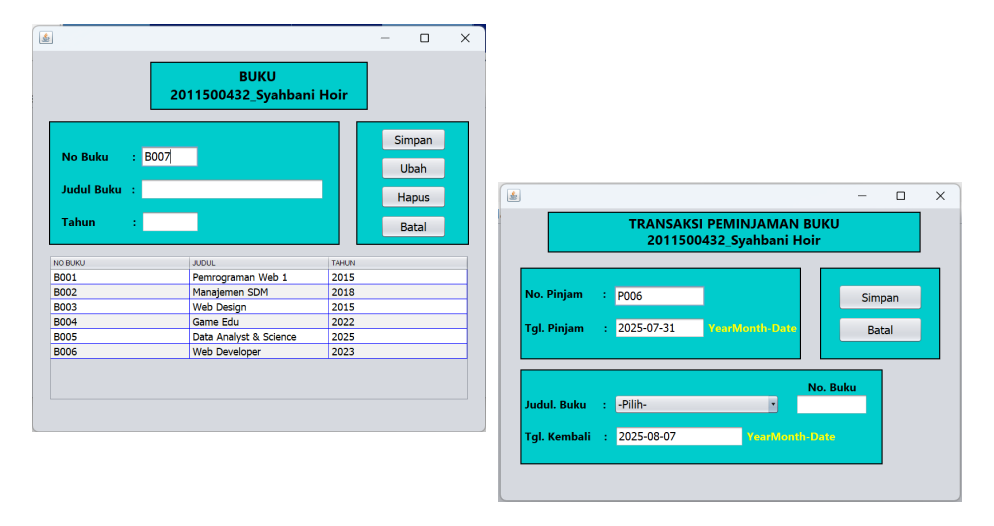 BUKU
2011500432_Syahbani Hoir
No Buku : B007
Judul Buku :
Tahun :
Simpan
Ubah
Hapus
Batal
NO BUKU JUDUL TAHUN
B001 Pemrograman Web 1 2015
B002 Manajemen SDM 2018
B003 Web Design 2015
B004 Game Edu 2022
B005 Data Analyst & Science 2025
B006 Web Developer 2023
TRANSAKSI PEMINJAMAN BUKU
2011500432_Syahbani Hoir
No. Pinjam : P006
Tgl. Pinjam : 2025-07-31 YearMonth-Date
Simpan
Batal
No. Buku
Judul. Buku : -Pilih-
Tgl. Kembali : 2025-08-07 YearMonth-Date